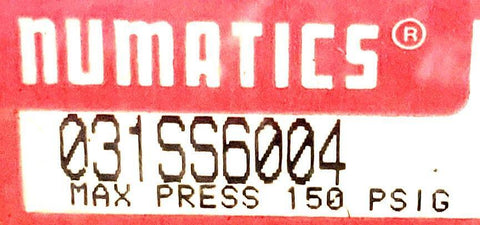 NUMATICS®
031SS6004
MAX PRESS 150 PSIG